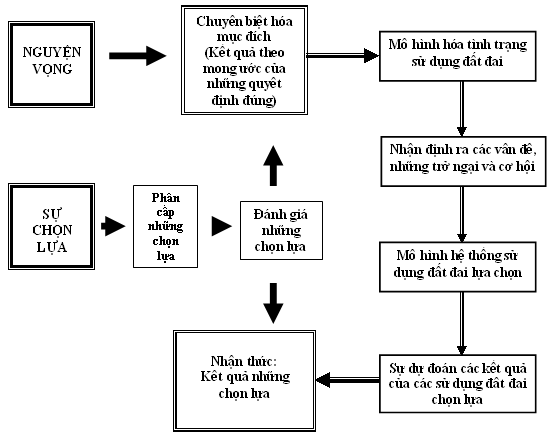 NGUYỆN
VỌNG
Chuyên biệt hóa
mục đích
(Kết quả theo
mong ước của
những quyết
định đúng)
Mô hình hóa tình trạng
sử dụng đất đai
Nhận định ra các vấn đề,
những trở ngại và cơ hội
SỰ
CHỌN
LỰA
Phân
cấp
những
chọn
lựa
Đánh giá
những
chọn lựa
Mô hình hệ thống sử
dụng đất đai lựa chọn
Nhận thức:
Kết quả những
chọn lựa
Sự dự đoán các kết quả
của các sử dụng đất đai
chọn lựa